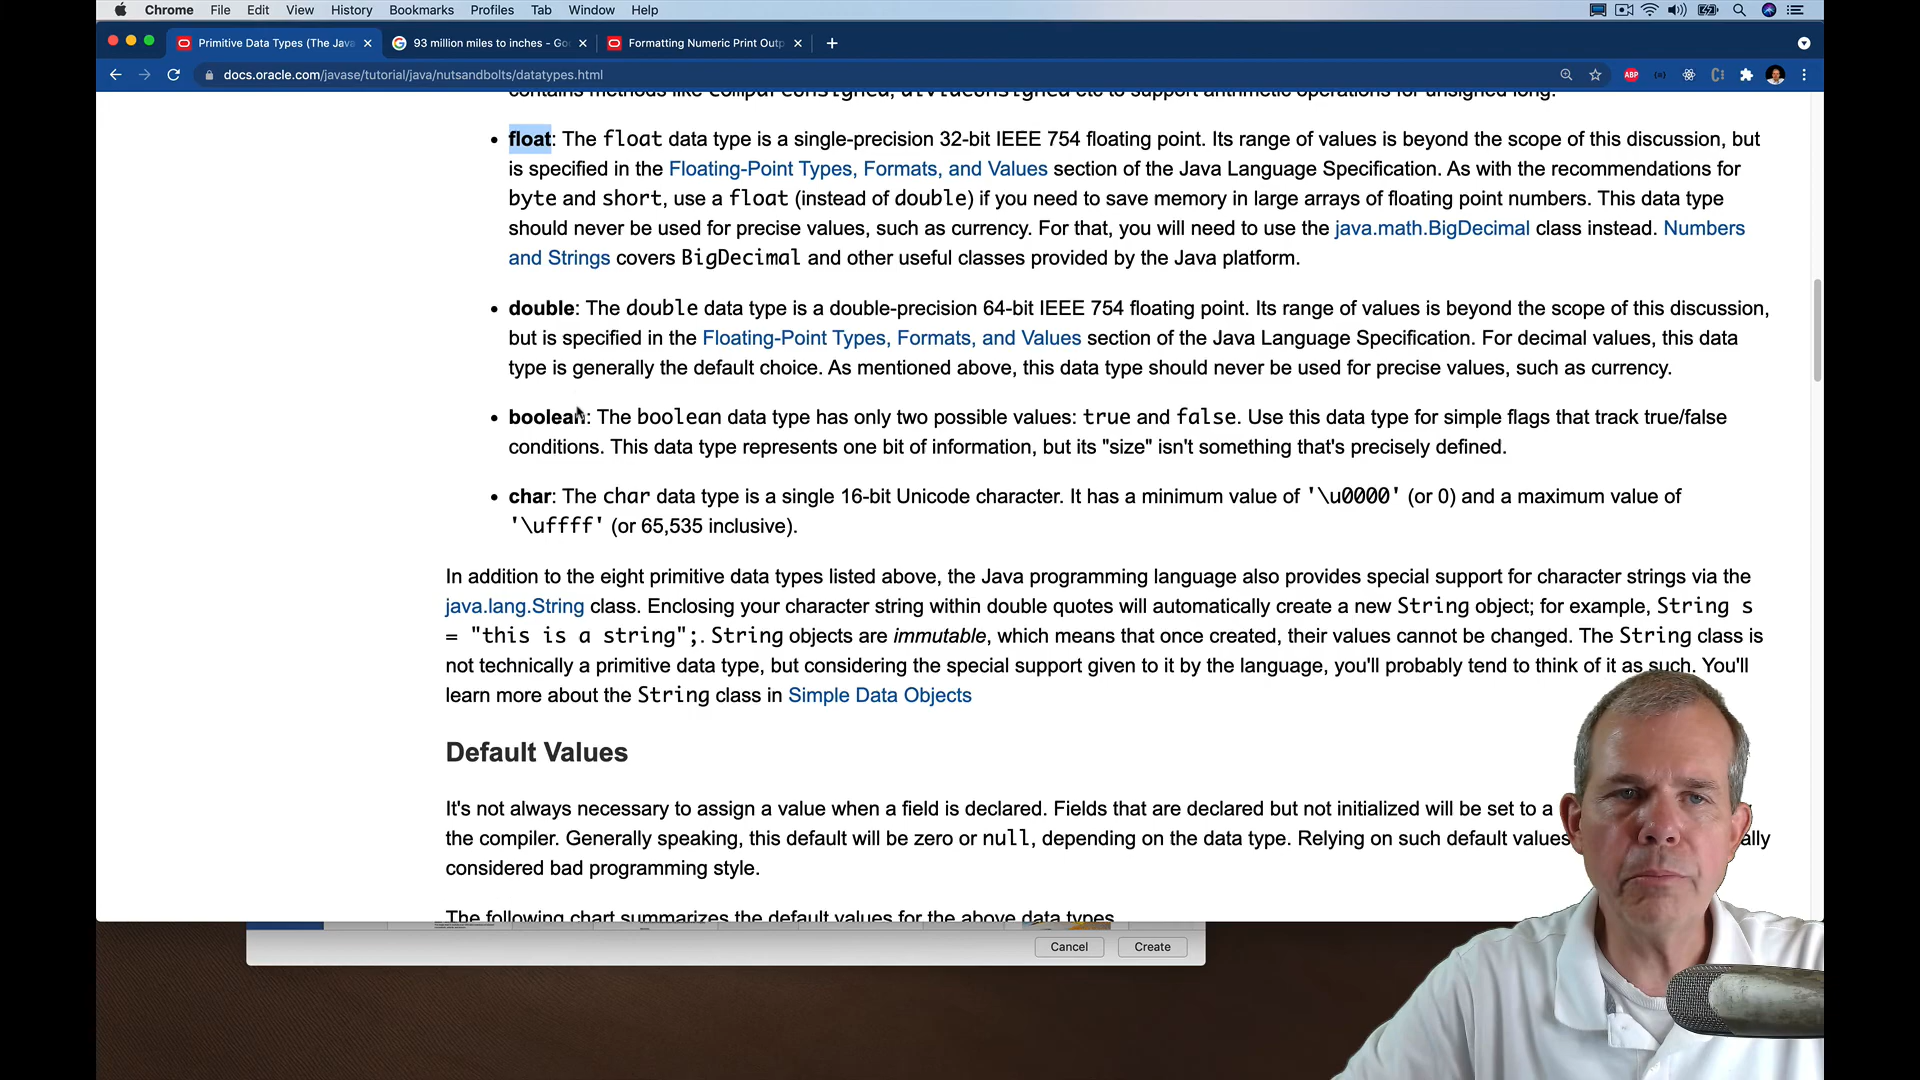 Chrome File Edit View History Bookmarks Profiles Tab Window Help
Primitive Data Types (The Java
93 million miles to inches - Go
Formatting Numeric Print Outp
docs.oracle.com/javase/tutorial/java/nutsandbolts/datatypes.html
ABP
contains methods like compareUnsigned, divideUnsigned etc to support arithmetic operations for unsigned long.
• float: The float data type is a single-precision 32-bit IEEE 754 floating point. Its range of values is beyond the scope of this discussion, but
is specified in the Floating-Point Types, Formats, and Values section of the Java Language Specification. As with the recommendations for
byte and short, use a float (instead of double) if you need to save memory in large arrays of floating point numbers. This data type
should never be used for precise values, such as currency. For that, you will need to use the java.math.BigDecimal class instead. Numbers
and Strings covers BigDecimal and other useful classes provided by the Java platform.
• double: The double data type is a double-precision 64-bit IEEE 754 floating point. Its range of values is beyond the scope of this discussion,
but is specified in the Floating-Point Types, Formats, and Values section of the Java Language Specification. For decimal values, this data
type is generally the default choice. As mentioned above, this data type should never be used for precise values, such as currency.
• boolean: The boolean data type has only two possible values: true and false. Use this data type for simple flags that track true/false
conditions. This data type represents one bit of information, but its "size" isn't something that's precisely defined.
• char: The char data type is a single 16-bit Unicode character. It has a minimum value of '\u0000' (or 0) and a maximum value of
'\uffff' (or 65,535 inclusive).
In addition to the eight primitive data types listed above, the Java programming language also provides special support for character strings via the
java.lang.String class. Enclosing your character string within double quotes will automatically create a new String object; for example, String s
= "this is a string";. String objects are immutable, which means that once created, their values cannot be changed. The String class is
not technically a primitive data type, but considering the special support given to it by the language, you'll probably tend to think of it as such. You'll
learn more about the String class in Simple Data Objects
Default Values
It's not always necessary to assign a value when a field is declared. Fields that are declared but not initialized will be set to a
the compiler. Generally speaking, this default will be zero or null, depending on the data type. Relying on such default values
considered bad programming style.
The following chart summarizes the default values for the above data types
Cancel Create